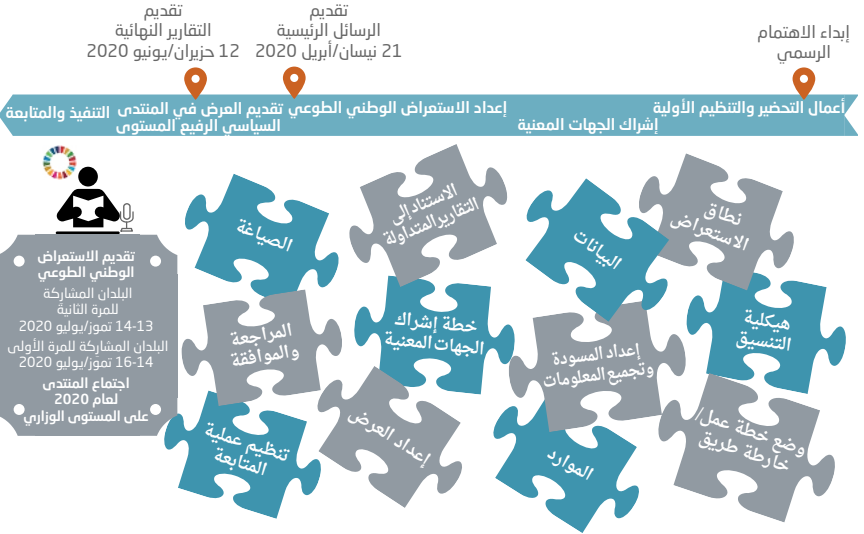 إبداء الاهتمام
الرسمي
تقديم
الرسائل الرئيسية
21 نيسان/أبريل 2020
تقديم
التقارير النهائية
12 حزيران/يونيو 2020
أعمال التحضير والتنظيم الأولية
إشراك الجهات المعنية
إعداد الاستعراض الوطني الطوعي
تقديم العرض في المنتدى
السياسي الرفيع المستوى
التنفيذ والمتابعة
نطاق
الاستعراض
البيانات
الاستناد إلى
التقارير المتداولة
الصياغة
هيكلية
التنسيق
إعداد المسودة
وتجميع المعلومات
خطة إشراك
الجهات المعنية
المراجعة
والموافقة
وضع خطة عمل/
خارطة طريق
الموارد
إعداد العرض
تنظيم عملية
المتابعة
تقديم الاستعراض
الوطني الطوعي
البلدان المشاركة
للمرة الثانية
13-14 تموز/يوليو 2020
البلدان المشاركة للمرة الأولى
14-16 تموز/يوليو 2020
اجتماع المنتدى
لعام 2020
على المستوى الوزاري